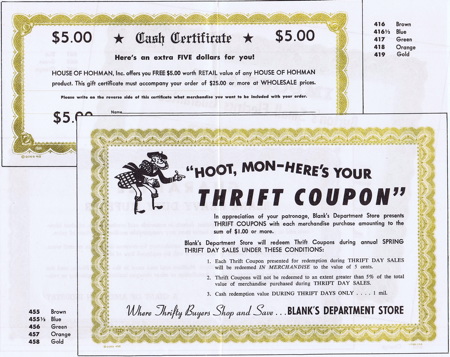 $5.00 ★ Cash Certificate ★ $5.00
Here's an extra FIVE dollars for you!
HOUSE OF HOHMAN, Inc. offers you FREE $5.00 worth RETAIL value of any HOUSE OF HOHMAN
product. This gift certificate must accompany your order of $25.00 or more at WHOLESALE prices.
Please write on the reverse side of this certificate what merchandise you want to be included with your order.
$5.00 Name
416 Brown
416½ Blue
417 Green
418 Orange
419 Gold
"HOOT, MON-HERE'S YOUR
THRIFT COUPON"
In appreciation of your patronage, Blank's Department Store presents
THRIFT COUPONS with each merchandise purchase amounting to the
sum of $1.00 or more.
Blank's Department Store will redeem Thrift Coupons during annual SPRING
THRIFT DAY SALES UNDER THESE CONDITIONS:
1. Each Thrift Coupon presented for redemption during THRIFT DAY SALES
will be redeemed IN MERCHANDISE to the value of 5 cents.
2. Thrift Coupons will not be redeemed to an extent greater than 5% of the total
value of merchandise purchased during THRIFT DAY SALES.
3. Cash redemption value DURING THRIFT DAYS ONLY . . . . 1 mil.
Where Thrifty Buyers Shop and Save . . . BLANK'S DEPARTMENT STORE
455 Brown
455½ Blue
456 Green
457 Orange
458 Gold